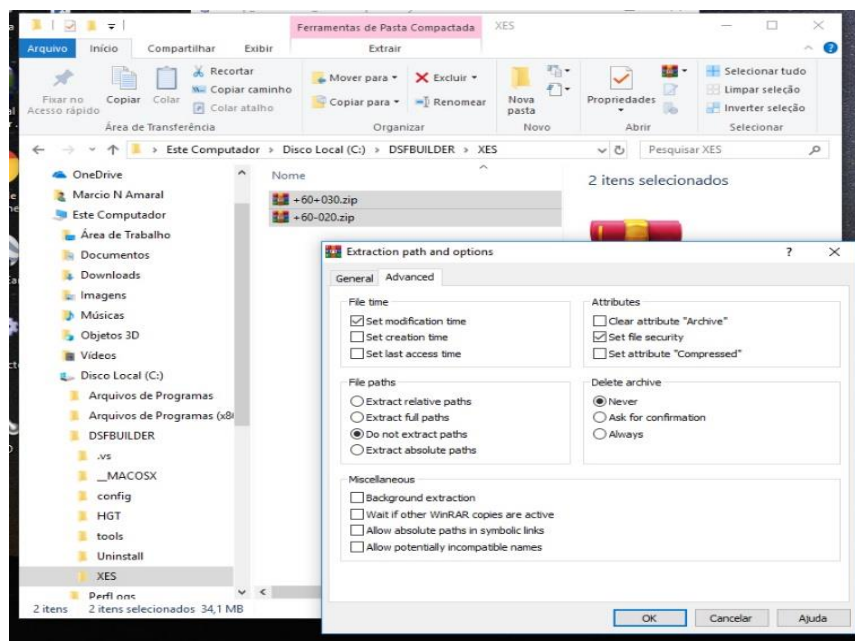 Ferramentas de Pasta Compactada
XES
Arquivo
Início
Compartilhar
Exibir
Extrair
Fixar no
Acesso rápido
Copiar
Colar
Recortar
Copiar caminho
Colar atalho
Área de Transferência
Mover para
Copiar para
Excluir
Renomear
Organizar
Nova
pasta
Novo
Propriedades
Abrir
Selecionar tudo
Limpar seleção
Inverter seleção
Selecionar
Este Computador > Disco Local (C:) > DSFBUILDER > XES
Pesquisar XES
OneDrive
Marcio N Amaral
Este Computador
Área de Trabalho
Documentos
Downloads
Imagens
Músicas
Objetos 3D
Vídeos
Disco Local (C:)
Arquivos de Programas
Arquivos de Programas (x8
DSFBUILDER
.vs
__MACOSX
config
HGT
tools
Uninstall
XES
PerfLogs
Nome
+60+030.zip
+60-020.zip
2 itens selecionados
2 itens
2 itens selecionados 34,1 MB
Extraction path and options
?
General
Advanced
File time
Set modification time
Set creation time
Set last access time
Attributes
Clear attribute "Archive"
Set file security
Set attribute "Compressed"
File paths
Extract relative paths
Extract full paths
Do not extract paths
Extract absolute paths
Delete archive
Never
Ask for confirmation
Always
Miscellaneous
Background extraction
Wait if other WinRAR copies are active
Allow absolute paths in symbolic links
Allow potentially incompatible names
OK
Cancelar
Ajuda